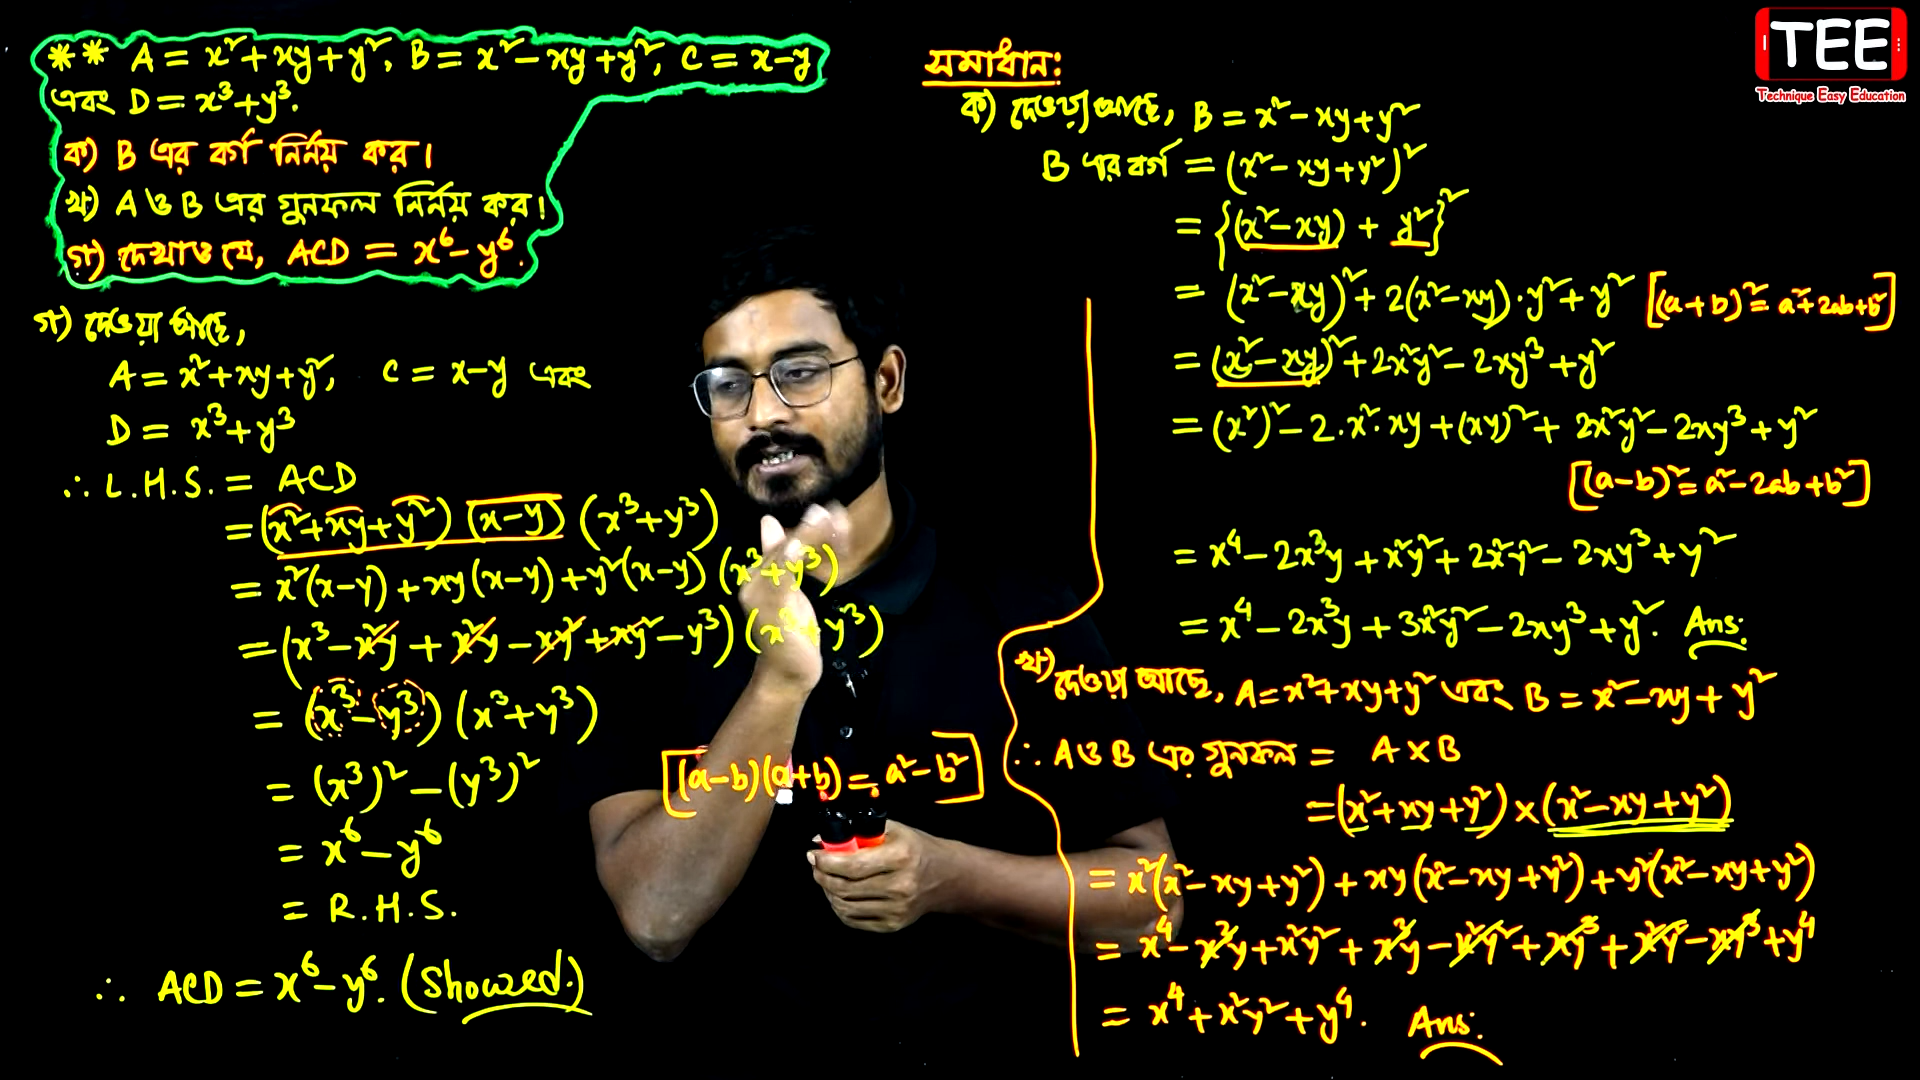 ** A = x²+xy+y², B = x²-xy+y², C = x-y
এবং D = x³+y³.
ক) B এর বর্গ নির্নয় কর।
খ) A ও B এর গুনফল নির্নয় কর।
গ) দেখাও যে, ACD = x⁶-y⁶.
গ) দেওয়া আছে,
A = x²+xy+y², C = x-y এবং
D = x³+y³
∴ L.H.S. = ACD
= (x²+xy+y²) (x-y) (x³+y³)
= x²(x-y) + xy(x-y) + y²(x-y) (x³+y³)
= (x³-x²y + x²y - xy² + xy² - y³) (x³+y³)
= (x³-y³) (x³+y³)
= (x³)² - (y³)²
[(a-b)(a+b) = a²-b²]
= x⁶-y⁶
= R.H.S.
∴ ACD = x⁶-y⁶. (Showed.)
TEE
Technique Easy Education
সমাধান:
ক) দেওয়া আছে, B = x²-xy+y²
B এর বর্গ = (x²-xy+y²)²
= {(x²-xy) + y²}²
= (x²-xy)² + 2(x²-xy)·y² + y² [(a+b)² = a²+2ab+b²]
= (x²-xy)² + 2x²y² - 2xy³ + y²
= (x²)² - 2·x²·xy + (xy)² + 2x²y² - 2xy³ + y²
[(a-b)² = a²-2ab+b²]
= x⁴ - 2x³y + x²y² + 2x²y² - 2xy³ + y²
= x⁴ - 2x³y + 3x²y² - 2xy³ + y². Ans:
খ) দেওয়া আছে, A = x²+xy+y² এবং B = x²-xy+y²
∴ A ও B এর গুনফল = A × B
= (x²+xy+y²) × (x²-xy+y²)
= x²(x²-xy+y²) + xy(x²-xy+y²) + y²(x²-xy+y²)
= x⁴ - x³y + x²y² + x³y - x²y² + xy³ + x²y² - xy³ + y⁴
= x⁴ + x²y² + y⁴. Ans: